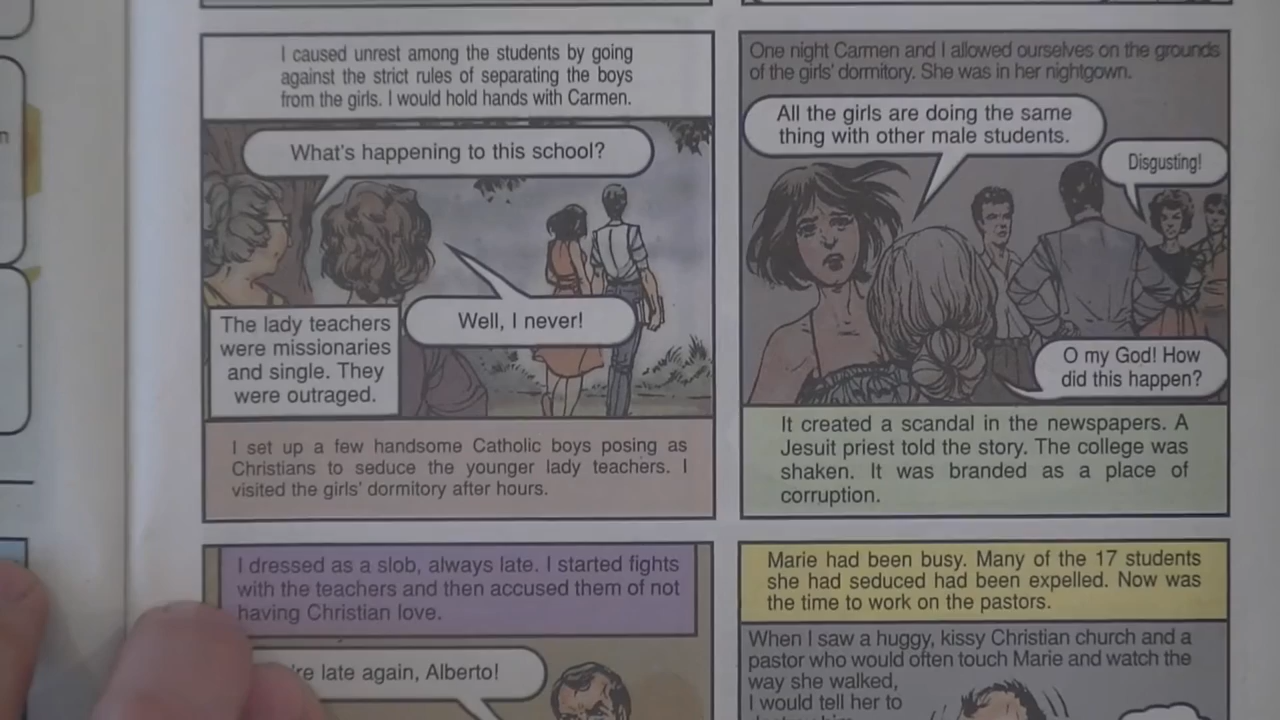 I caused unrest among the students by going
against the strict rules of separating the boys
from the girls. I would hold hands with Carmen.
What's happening to this school?
Well, I never!
The lady teachers
were missionaries
and single. They
were outraged.
I set up a few handsome Catholic boys posing as
Christians to seduce the younger lady teachers. I
visited the girls' dormitory after hours.
One night Carmen and I allowed ourselves on the grounds
of the girls' dormitory. She was in her nightgown.
All the girls are doing the same
thing with other male students.
Disgusting!
O my God! How
did this happen?
It created a scandal in the newspapers. A
Jesuit priest told the story. The college was
shaken. It was branded as a place of
corruption.
I dressed as a slob, always late. I started fights
with the teachers and then accused them of not
having Christian love.
late again, Alberto!
Marie had been busy. Many of the 17 students
she had seduced had been expelled. Now was
the time to work on the pastors.
When I saw a huggy, kissy Christian church and a
pastor who would often touch Marie and watch the
way she walked,
I would tell her to